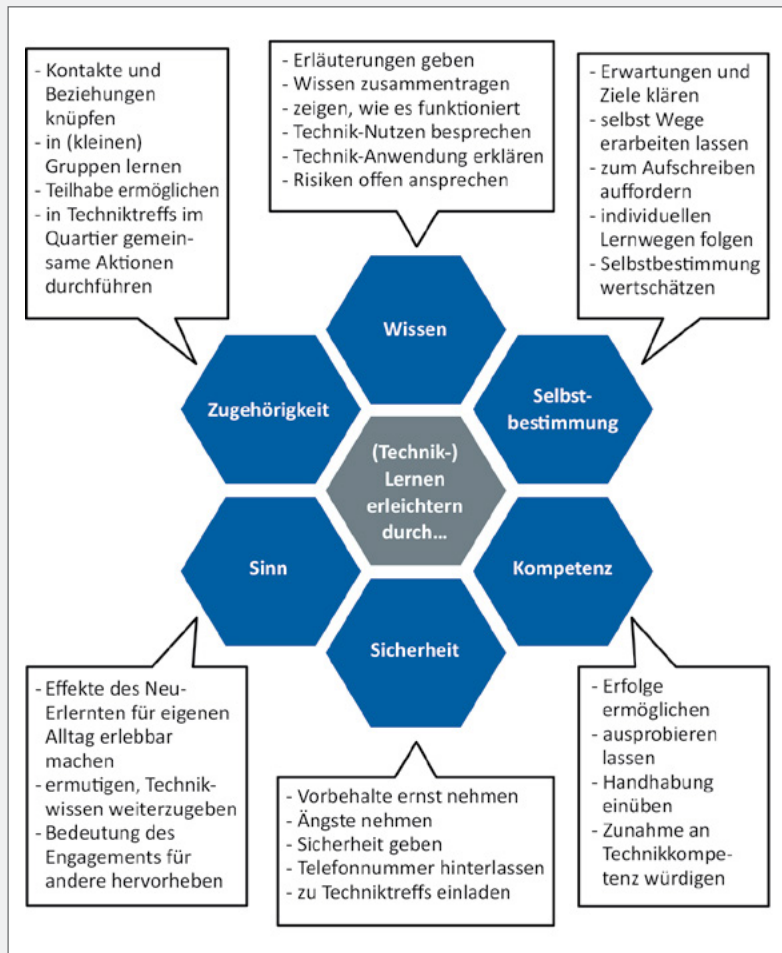 - Kontakte und
Beziehungen
knüpfen
- in (kleinen)
Gruppen lernen
- Teilhabe ermöglichen
- in Techniktreffs im
Quartier gemein-
same Aktionen
durchführen
- Erläuterungen geben
- Wissen zusammentragen
- zeigen, wie es funktioniert
- Technik-Nutzen besprechen
- Technik-Anwendung erklären
- Risiken offen ansprechen
- Erwartungen und
Ziele klären
- selbst Wege
erarbeiten lassen
- zum Aufschreiben
auffordern
- individuellen
Lernwegen folgen
- Selbstbestimmung
wertschätzen
Wissen
Zugehörigkeit
Selbst-
bestimmung
(Technik-)
Lernen
erleichtern
durch...
Sinn
Kompetenz
Sicherheit
- Effekte des Neu-
Erlernten für eigenen
Alltag erlebbar
machen
- ermutigen, Technik-
wissen weiterzugeben
- Bedeutung des
Engagements für
andere hervorheben
- Vorbehalte ernst nehmen
- Ängste nehmen
- Sicherheit geben
- Telefonnummer hinterlassen
- zu Techniktreffs einladen
- Erfolge
ermöglichen
- ausprobieren
lassen
- Handhabung
einüben
- Zunahme an
Technikkompe-
tenz würdigen